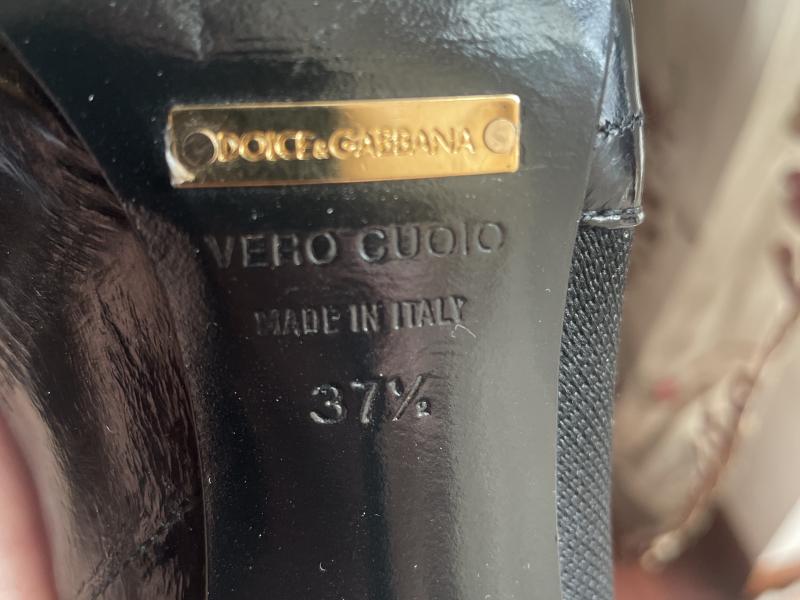 DOLCE&GABBANA
VERO CUOIO
MADE IN ITALY
37½